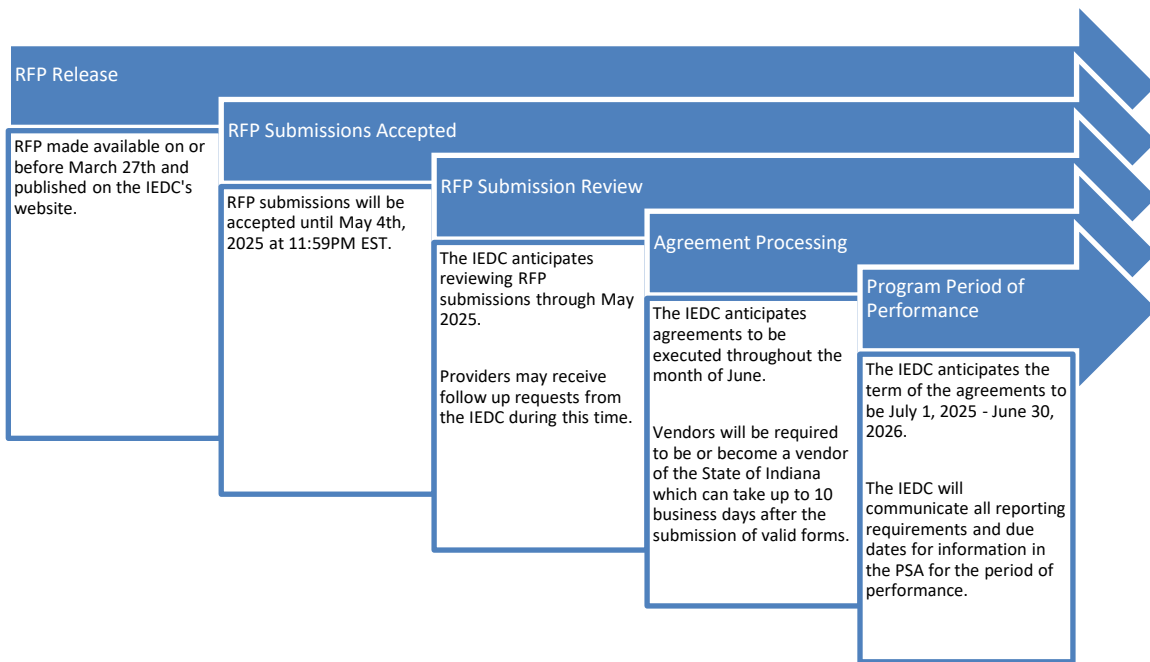 RFP Release
RFP made available on or
before March 27th and
published on the IEDC's
website.
RFP Submissions Accepted
RFP submissions will be
accepted until May 4th,
2025 at 11:59PM EST.
RFP Submission Review
The IEDC anticipates
reviewing RFP
submissions through May
2025.
Providers may receive
follow up requests from
the IEDC during this time.
Agreement Processing
The IEDC anticipates
agreements to be
executed throughout the
month of June.
Vendors will be required
to be or become a vendor
of the State of Indiana
which can take up to 10
business days after the
submission of valid forms.
Program Period of
Performance
The IEDC anticipates the
term of the agreements to
be July 1, 2025 - June 30,
2026.
The IEDC will
communicate all reporting
requirements and due
dates for information in
the PSA for the period of
performance.